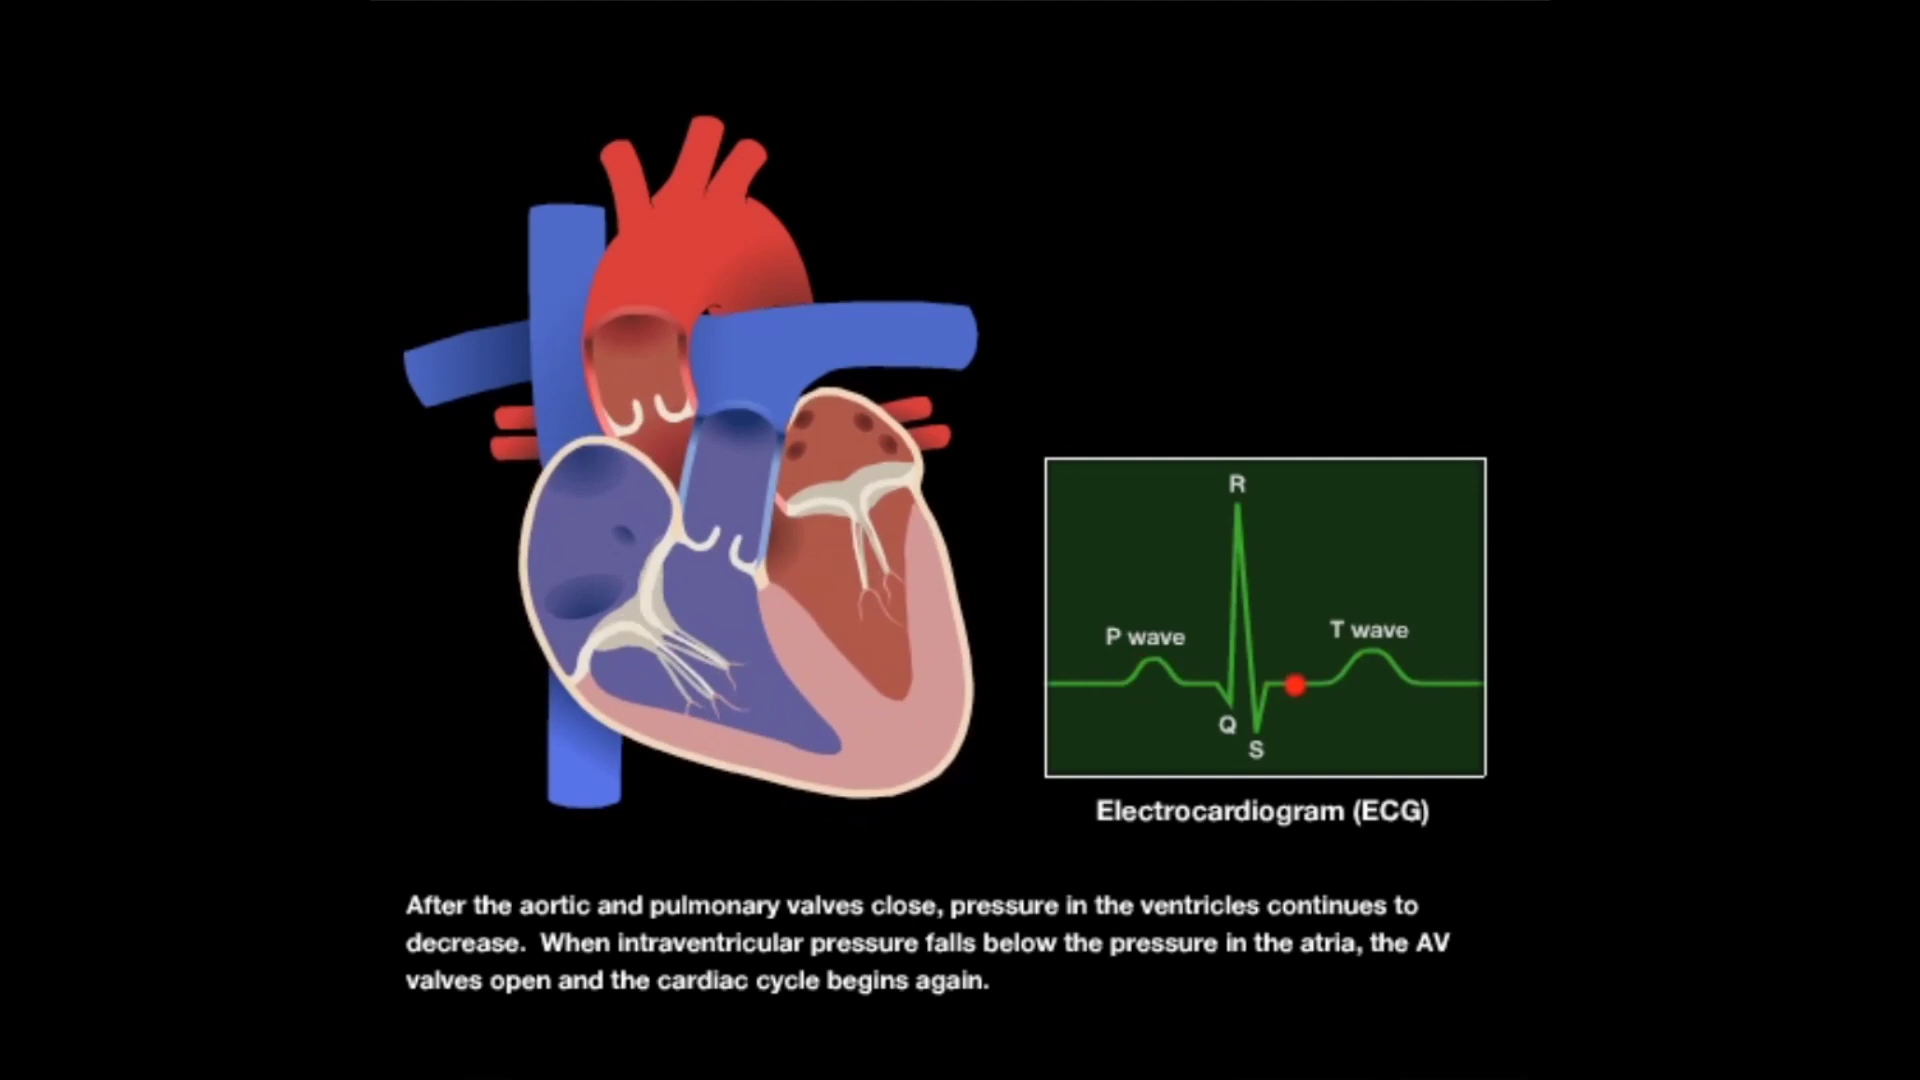 R
P wave
T wave
Q
S
Electrocardiogram (ECG)
After the aortic and pulmonary valves close, pressure in the ventricles continues to
decrease.  When intraventricular pressure falls below the pressure in the atria, the AV
valves open and the cardiac cycle begins again.